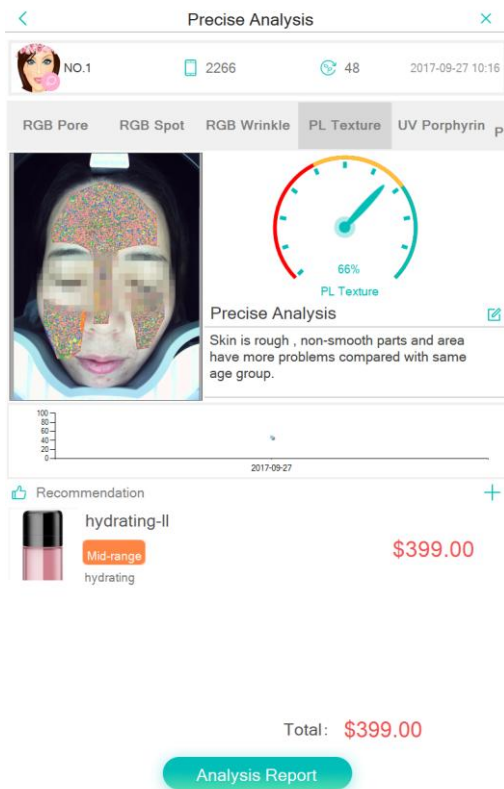 Precise Analysis
NO.1
2266
48
2017-09-27 10:16
RGB Pore
RGB Spot
RGB Wrinkle
PL Texture
UV Porphyrin
P
66%
PL Texture
Precise Analysis
Skin is rough , non-smooth parts and area
have more problems compared with same
age group.
100
80
60
40
20
0
2017-09-27
Recommendation
hydrating-II
Mid-range
$399.00
hydrating
Total: $399.00
Analysis Report